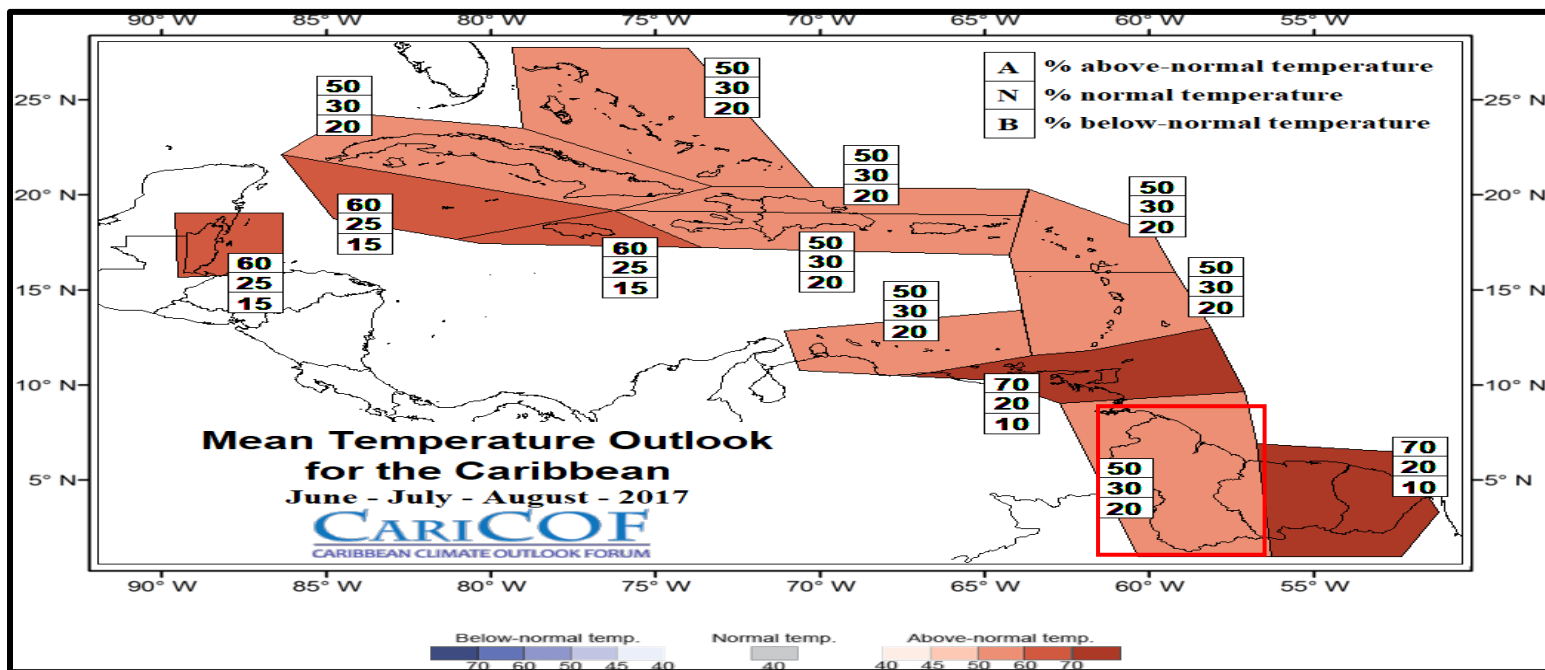 90° W 85° W 80° W 75° W 70° W 65° W 60° W 55° W
A % above-normal temperature
N % normal temperature
B % below-normal temperature
25° N 25° N
20° N 20° N
15° N 15° N
10° N 10° N
5° N 5° N
50
30
20
50
30
20
50
30
20
50
30
20
60
25
15
60
25
15
60
25
15
50
30
20
50
30
20
50
30
20
70
20
10
50
30
20
70
20
10
Mean Temperature Outlook
for the Caribbean
June - July - August - 2017
CARICOF
CARIBBEAN CLIMATE OUTLOOK FORUM
90° W 85° W 80° W 75° W 70° W 65° W 60° W 55° W
Below-normal temp. Normal temp. Above-normal temp.
70 60 50 45 40 40 40 45 50 60 70